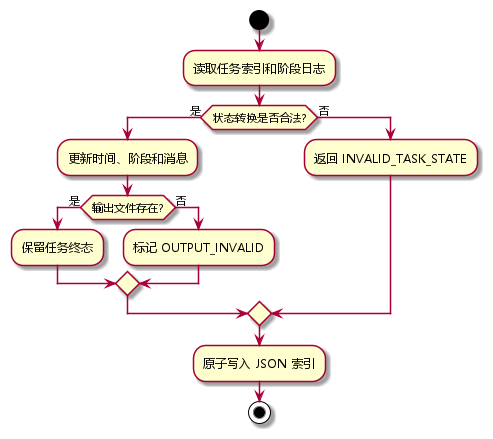 读取任务索引和阶段日志
状态转换是否合法?
是
否
更新时间、阶段和消息
返回 INVALID_TASK_STATE
输出文件存在?
是
否
保留任务终态
标记 OUTPUT_INVALID
原子写入 JSON 索引